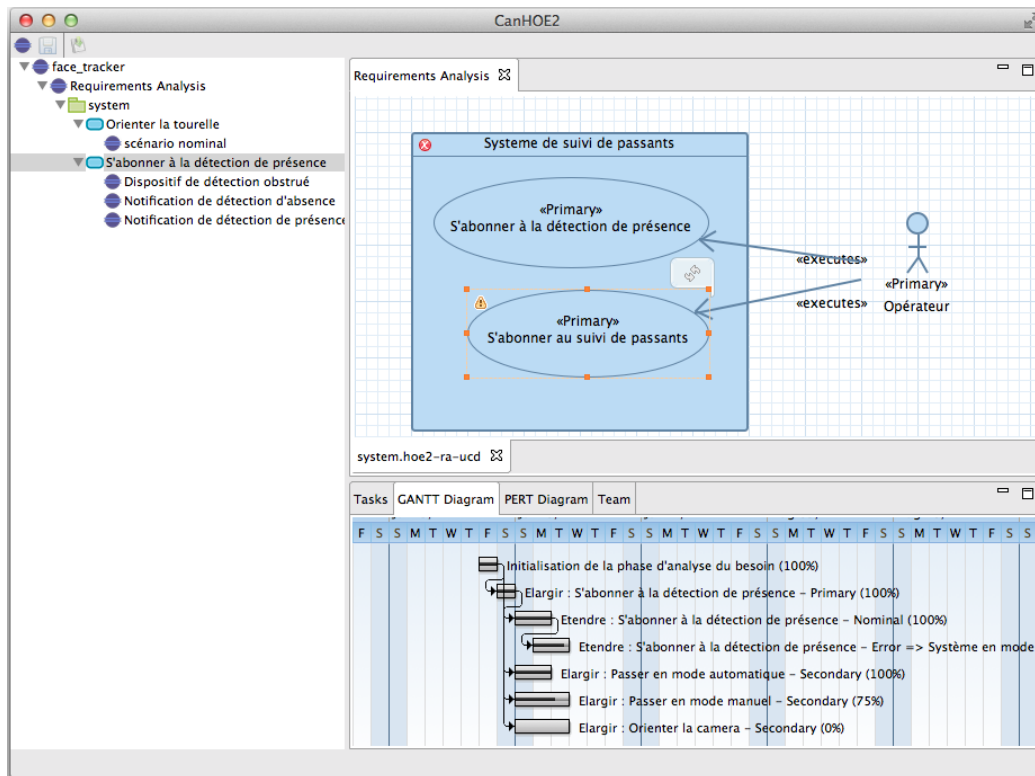 CanHOE2
face_tracker
Requirements Analysis
system
Orienter la tourelle
scénario nominal
S'abonner à la détection de présence
Dispositif de détection obstrué
Notification de détection d'absence
Notification de détection de présence
Requirements Analysis
Systeme de suivi de passants
«Primary»
S'abonner à la détection de présence
«executes»
«Primary»
Opérateur
«executes»
«Primary»
S'abonner au suivi de passants
system.hoe2-ra-ucd
Tasks GANTT Diagram PERT Diagram Team
F S S M T W T F S S M T W T F S S M T W T F S S M T W T F S S M T W T F S S
Initialisation de la phase d'analyse du besoin (100%)
Elargir : S'abonner à la détection de présence – Primary (100%)
Etendre : S'abonner à la détection de présence – Nominal (100%)
Etendre : S'abonner à la détection de présence – Error => Système en mode
Elargir : Passer en mode automatique – Secondary (100%)
Elargir : Passer en mode manuel – Secondary (75%)
Elargir : Orienter la camera – Secondary (0%)